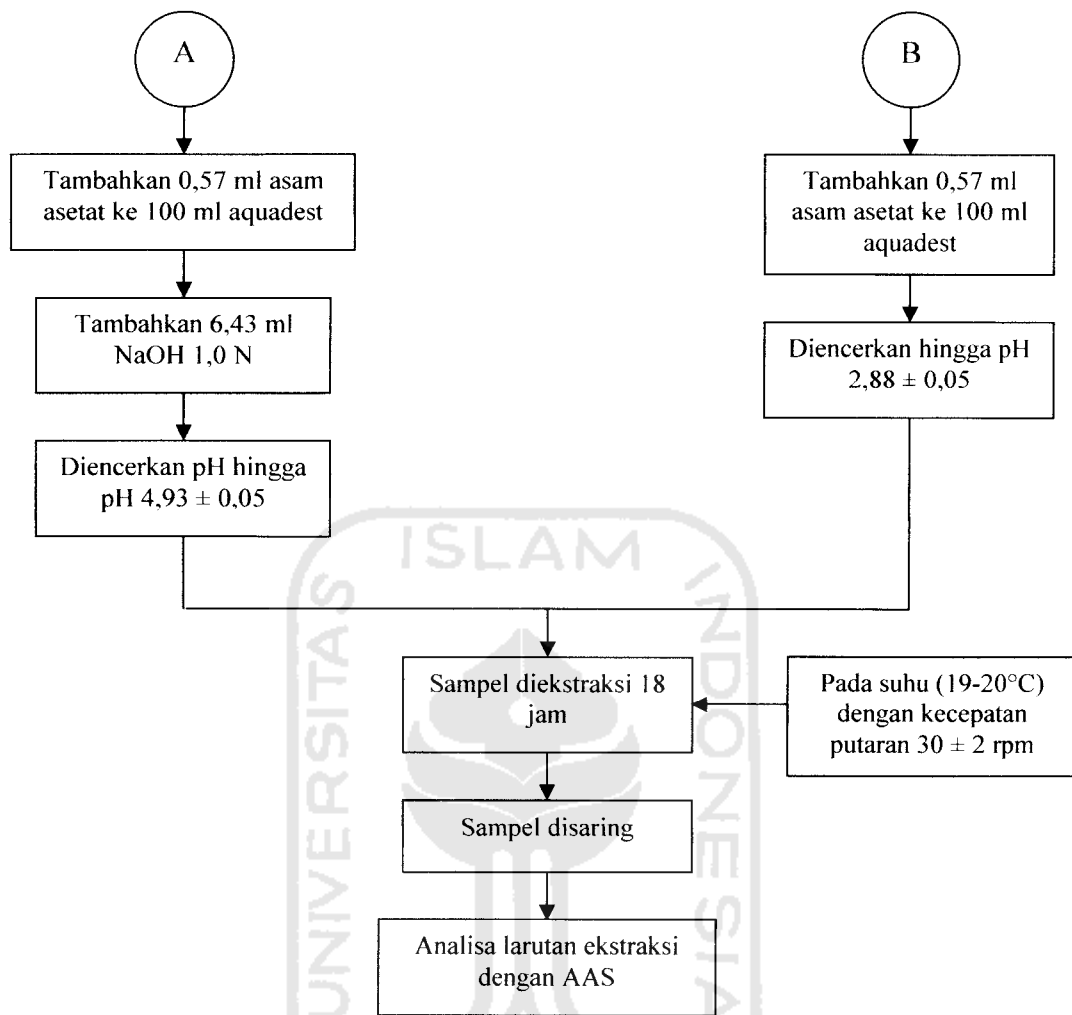 A
Tambahkan 0,57 ml asam
asetat ke 100 ml aquadest
Tambahkan 6,43 ml
NaOH 1,0 N
Diencerkan pH hingga
pH 4,93 ± 0,05
B
Tambahkan 0,57 ml
asam asetat ke 100 ml
aquadest
Diencerkan hingga pH
2,88 ± 0,05
Sampel diekstraksi 18
jam
Pada suhu (19-20°C)
dengan kecepatan
putaran 30 ± 2 rpm
Sampel disaring
Analisa larutan ekstraksi
dengan AAS
UNIVERSITAS
ISLAM
INDONESIA